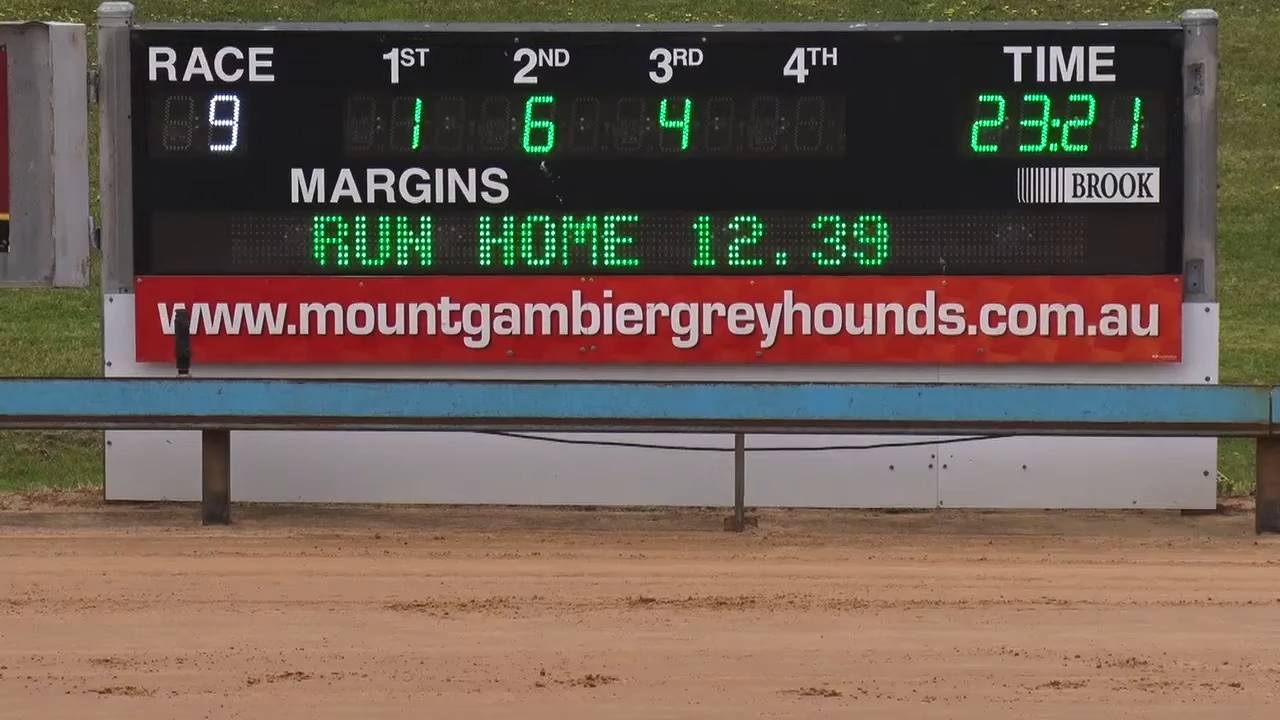 RACE 1ST 2ND 3RD 4TH TIME
9 1 6 4 23:21
MARGINS BROOK
RUN HOME 12.39
www.mountgambiergreyhounds.com.au